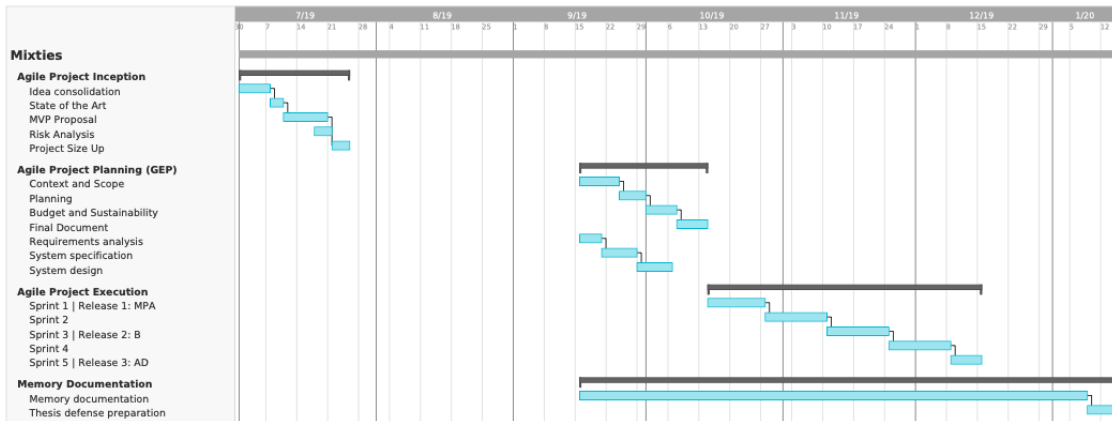 7/19 8/19 9/19 10/19 11/19 12/19 1/20
30 7 14 21 28 4 11 18 25 1 8 15 22 29 6 13 20 27 3 10 17 24 1 8 15 22 29 5 12
Mixties
Agile Project Inception
Idea consolidation
State of the Art
MVP Proposal
Risk Analysis
Project Size Up
Agile Project Planning (GEP)
Context and Scope
Planning
Budget and Sustainability
Final Document
Requirements analysis
System specification
System design
Agile Project Execution
Sprint 1 | Release 1: MPA
Sprint 2
Sprint 3 | Release 2: B
Sprint 4
Sprint 5 | Release 3: AD
Memory Documentation
Memory documentation
Thesis defense preparation